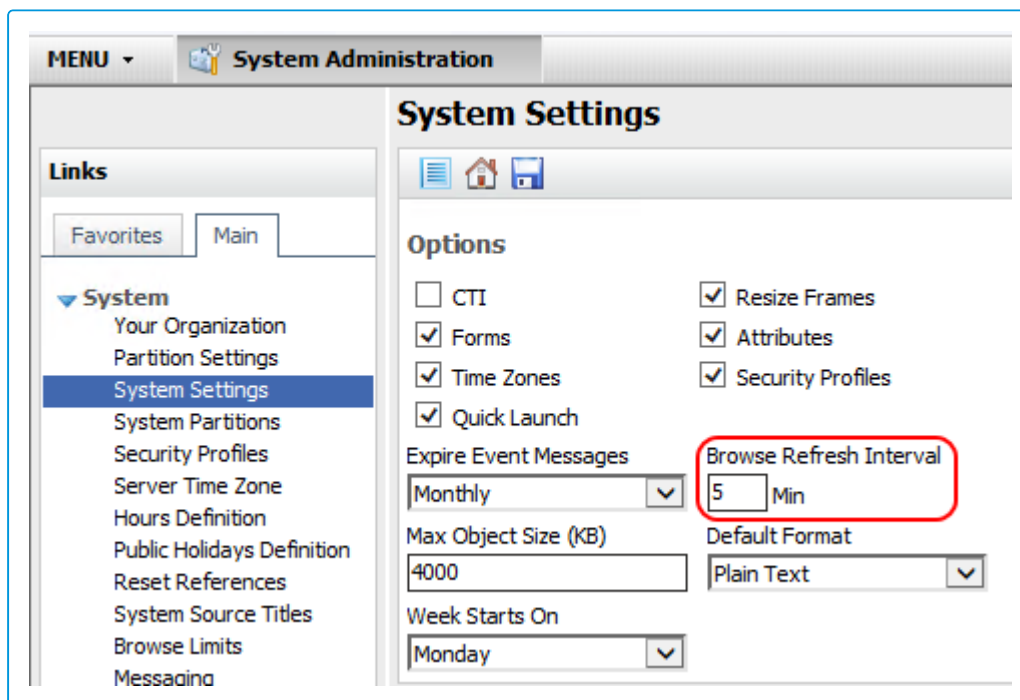 MENU
System Administration
System Settings
Links
Favorites
Main
System
Your Organization
Partition Settings
System Settings
System Partitions
Security Profiles
Server Time Zone
Hours Definition
Public Holidays Definition
Reset References
System Source Titles
Browse Limits
Messaging
Options
CTI
Resize Frames
Forms
Attributes
Time Zones
Security Profiles
Quick Launch
Expire Event Messages
Browse Refresh Interval
Monthly
5 Min
Max Object Size (KB)
Default Format
4000
Plain Text
Week Starts On
Monday